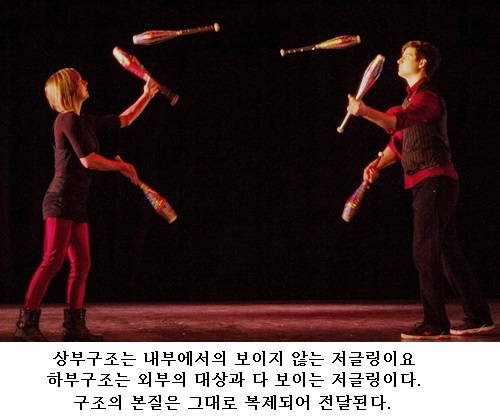 상부구조는 내부에서의 보이지 않는 저글링이요
하부구조는 외부의 대상과 다 보이는 저글링이다.
구조의 본질은 그대로 복제되어 전달된다.